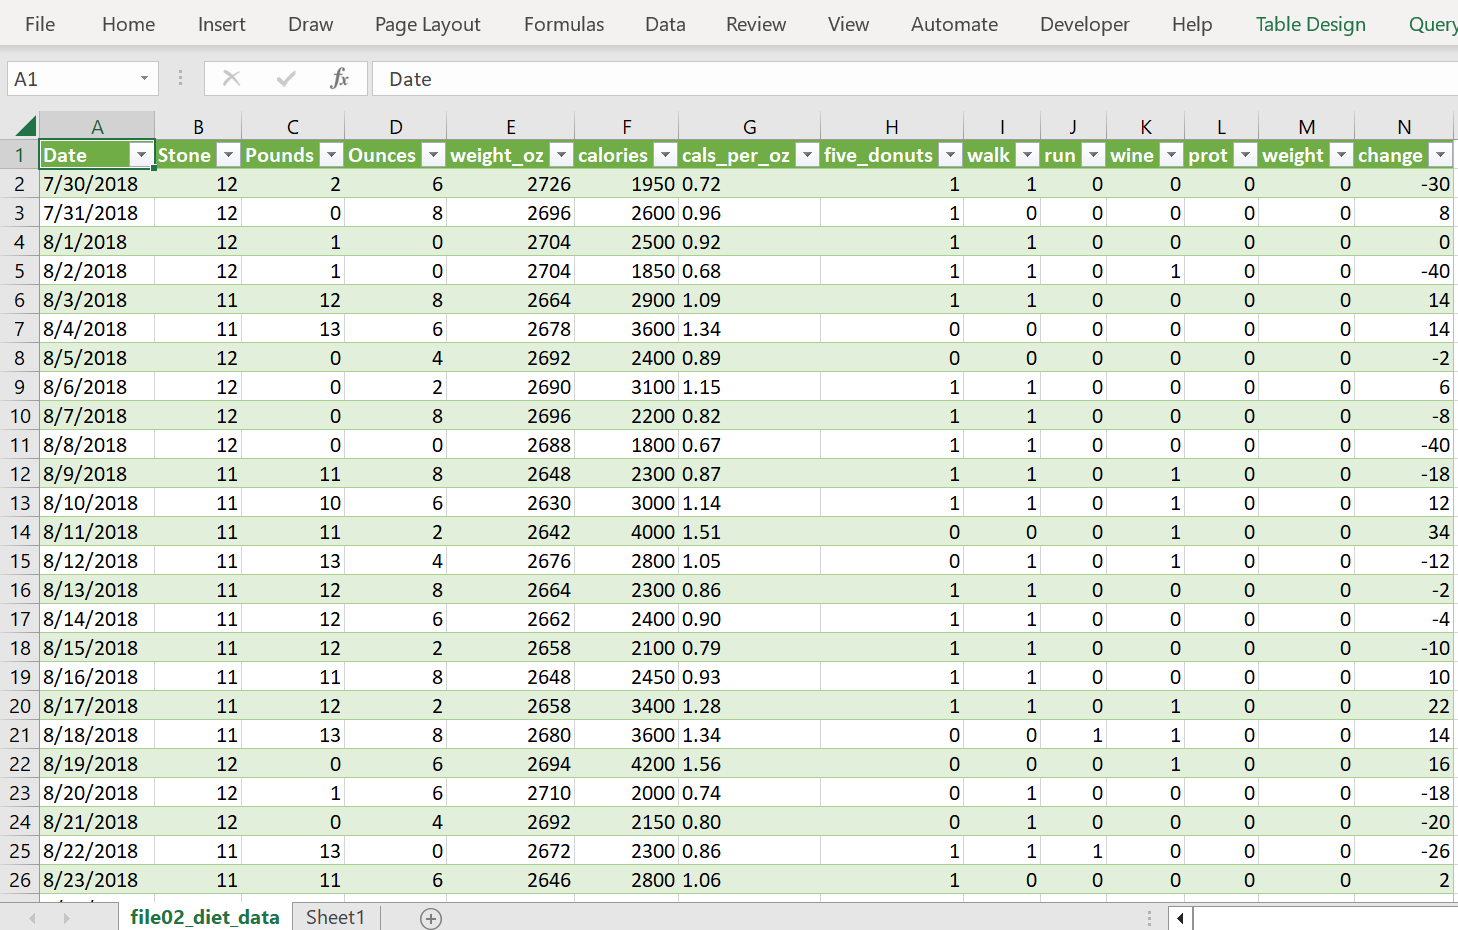 File Home Insert Draw Page Layout Formulas Data Review View Automate Developer Help Table Design Query
A1 fx Date
A B C D E F G H I J K L M N
1 Date Stone Pounds Ounces weight_oz calories cals_per_oz five_donuts walk run wine prot weight change
2 7/30/2018 12 2 6 2726 1950 0.72 1 1 0 0 0 0 -30
3 7/31/2018 12 0 8 2696 2600 0.96 1 0 0 0 0 0 8
4 8/1/2018 12 1 0 2704 2500 0.92 1 1 0 0 0 0 0
5 8/2/2018 12 1 0 2704 1850 0.68 1 1 0 1 0 0 -40
6 8/3/2018 11 12 8 2664 2900 1.09 1 1 0 0 0 0 14
7 8/4/2018 11 13 6 2678 3600 1.34 0 0 0 0 0 0 14
8 8/5/2018 12 0 4 2692 2400 0.89 0 0 0 0 0 0 -2
9 8/6/2018 12 0 2 2690 3100 1.15 1 1 0 0 0 0 6
10 8/7/2018 12 0 8 2696 2200 0.82 1 1 0 0 0 0 -8
11 8/8/2018 12 0 0 2688 1800 0.67 1 1 0 0 0 0 -40
12 8/9/2018 11 11 8 2648 2300 0.87 1 1 0 1 0 0 -18
13 8/10/2018 11 10 6 2630 3000 1.14 1 1 0 1 0 0 12
14 8/11/2018 11 11 2 2642 4000 1.51 0 0 0 1 0 0 34
15 8/12/2018 11 13 4 2676 2800 1.05 0 1 0 1 0 0 -12
16 8/13/2018 11 12 8 2664 2300 0.86 1 1 0 0 0 0 -2
17 8/14/2018 11 12 6 2662 2400 0.90 1 1 0 0 0 0 -4
18 8/15/2018 11 12 2 2658 2100 0.79 1 1 0 0 0 0 -10
19 8/16/2018 11 11 8 2648 2450 0.93 1 1 0 0 0 0 10
20 8/17/2018 11 12 2 2658 3400 1.28 1 1 0 1 0 0 22
21 8/18/2018 11 13 8 2680 3600 1.34 0 0 1 1 0 0 14
22 8/19/2018 12 0 6 2694 4200 1.56 0 0 0 1 0 0 16
23 8/20/2018 12 1 6 2710 2000 0.74 0 1 0 0 0 0 -18
24 8/21/2018 12 0 4 2692 2150 0.80 0 1 0 0 0 0 -20
25 8/22/2018 11 13 0 2672 2300 0.86 1 1 1 0 0 0 -26
26 8/23/2018 11 11 6 2646 2800 1.06 1 0 0 0 0 0 2
file02_diet_data Sheet1